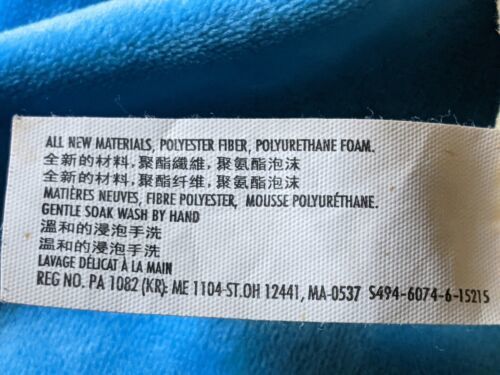 ALL NEW MATERIALS, POLYESTER FIBER, POLYURETHANE FOAM.
全新的材料,聚酯纖維,聚氨酯泡沫
全新的材料,聚酯纤维,聚氨酯泡沫
MATIÈRES NEUVES, FIBRE POLYESTER, MOUSSE POLYURÉTHANE.
GENTLE SOAK WASH BY HAND
溫和的浸泡手洗
温和的浸泡手洗
LAVAGE DÉLICAT À LA MAIN
REG NO. PA 1082 (KR): ME 1104-ST.OH 12441, MA-0537 S494-6074-6-15215